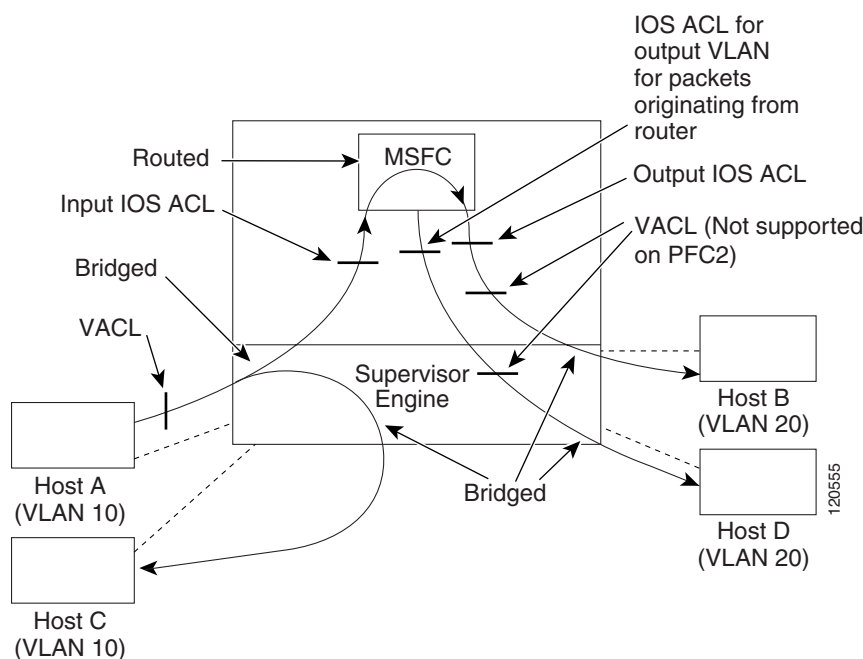 IOS ACL for
output VLAN
for packets
originating from
router
Routed
MSFC
Output IOS ACL
Input IOS ACL
VACL (Not supported
on PFC2)
Bridged
VACL
Supervisor
Engine
Host B
(VLAN 20)
Host A
(VLAN 10)
Bridged
Host D
(VLAN 20)
120555
Host C
(VLAN 10)